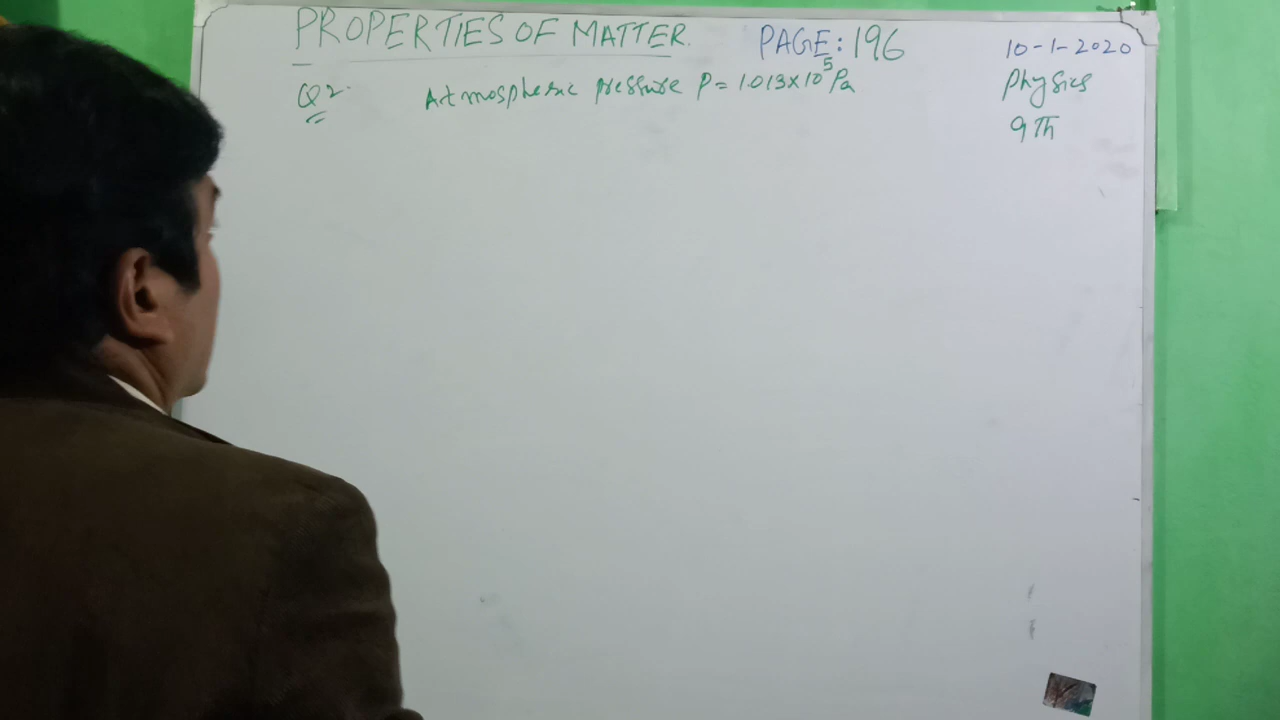 PROPERTIES OF MATTER. PAGE: 196
10-1-2020
Q2. Atmospheric pressure P = 1.013×10⁵ Pa
Physics
9Th